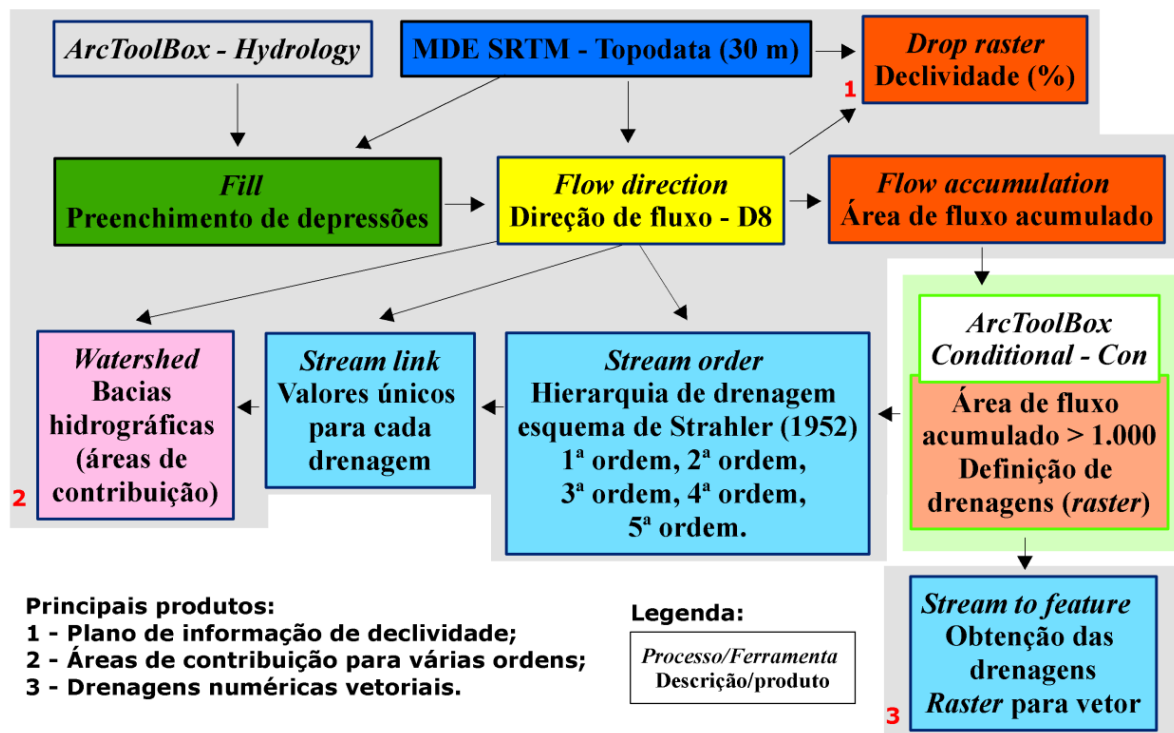 ArcToolBox - Hydrology
MDE SRTM - Topodata (30 m)
Drop raster
Declividade (%)
1
Fill
Preenchimento de depressões
Flow direction
Direção de fluxo - D8
Flow accumulation
Área de fluxo acumulado
Watershed
Bacias
hidrográficas
(áreas de
contribuição)
2
Stream link
Valores únicos
para cada
drenagem
Stream order
Hierarquia de drenagem
esquema de Strahler (1952)
1ª ordem, 2ª ordem,
3ª ordem, 4ª ordem,
5ª ordem.
ArcToolBox
Conditional - Con
Área de fluxo
acumulado > 1.000
Definição de
drenagens (raster)
Stream to feature
Obtenção das
drenagens
Raster para vetor
3
Principais produtos:
1 - Plano de informação de declividade;
2 - Áreas de contribuição para várias ordens;
3 - Drenagens numéricas vetoriais.
Legenda:
Processo/Ferramenta
Descrição/produto